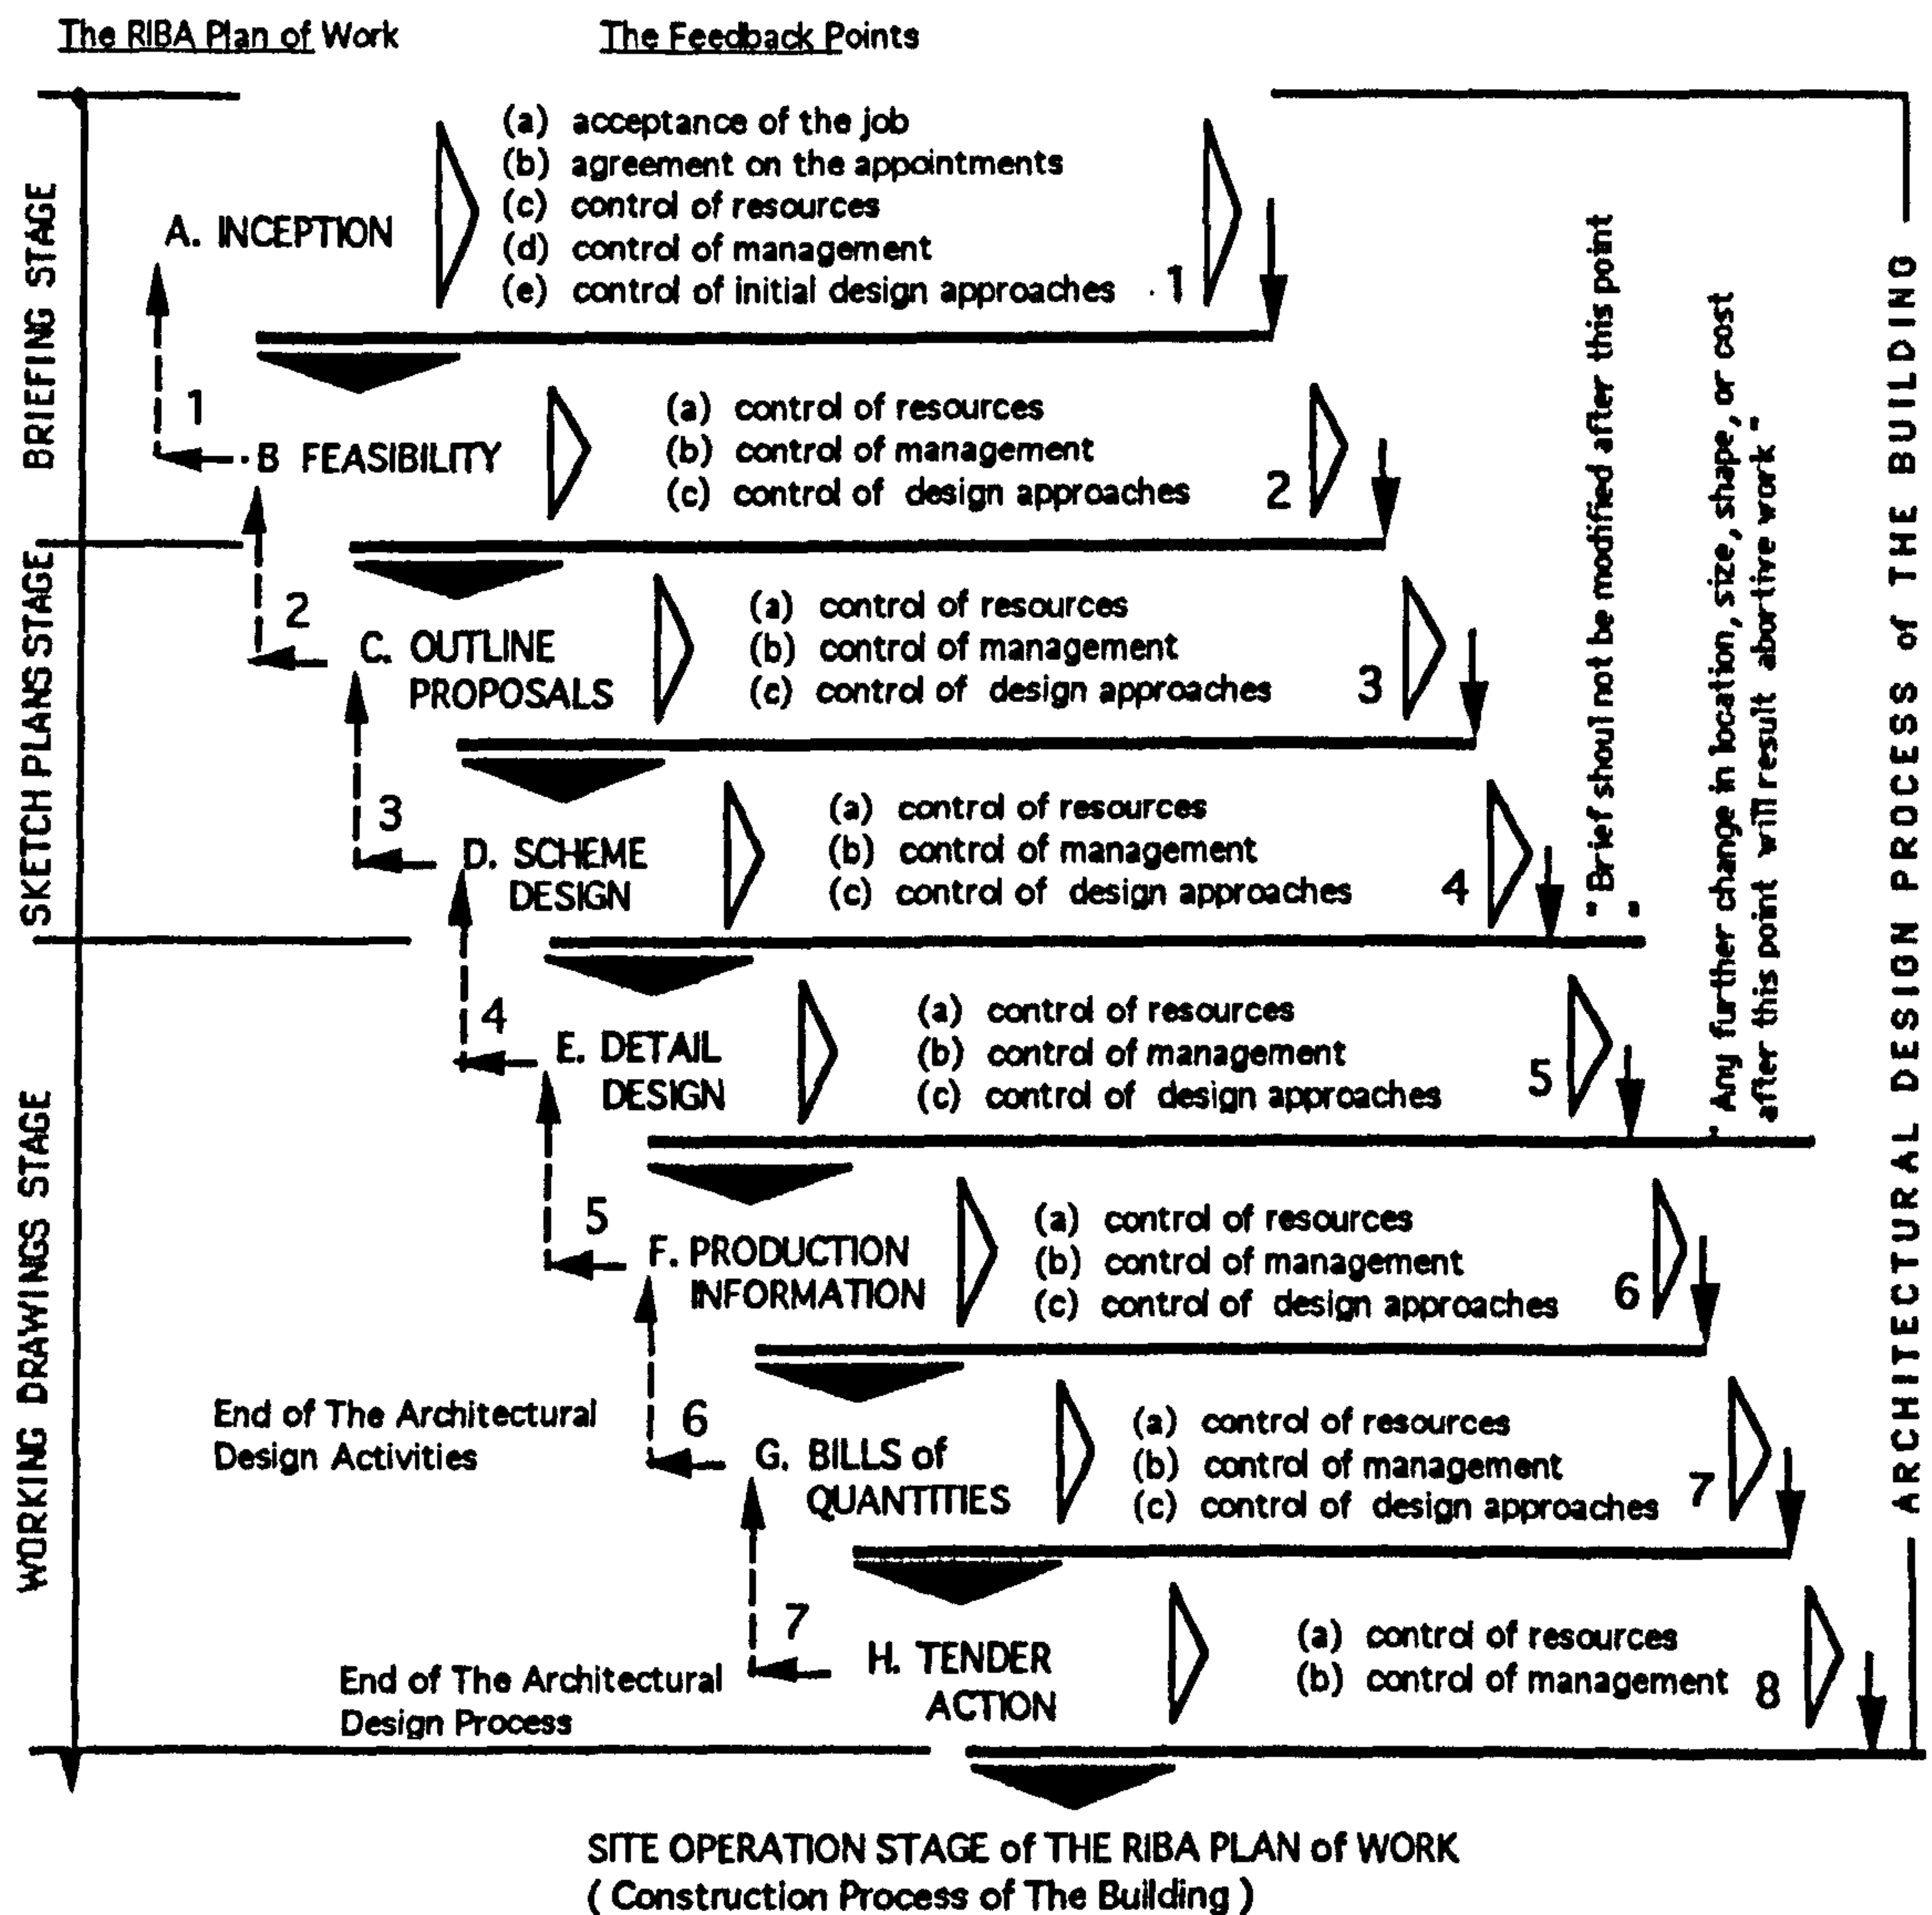 The RIBA Plan of Work
The Feedback Points
BRIEFING STAGE
A. INCEPTION
(a) acceptance of the job
(b) agreement on the appointments
(c) control of resources
(d) control of management
(e) control of initial design approaches
1
1
B FEASIBILITY
(a) control of resources
(b) control of management
(c) control of design approaches
2
SKETCH PLANS STAGE
2
C. OUTLINE
PROPOSALS
(a) control of resources
(b) control of management
(c) control of design approaches
3
3
D. SCHEME
DESIGN
(a) control of resources
(b) control of management
(c) control of design approaches
4
"Brief shoul not be modified after this point
"
WORKING DRAWINGS STAGE
4
E. DETAIL
DESIGN
(a) control of resources
(b) control of management
(c) control of design approaches
5
" Any further change in location, size, shape, or cost
after this point will result abortive work "
5
F. PRODUCTION
INFORMATION
(a) control of resources
(b) control of management
(c) control of design approaches
6
End of The Architectural
Design Activities
6
G. BILLS of
QUANTITIES
(a) control of resources
(b) control of management
(c) control of design approaches
7
7
H. TENDER
ACTION
(a) control of resources
(b) control of management
8
End of The Architectural
Design Process
ARCHITECTURAL DESIGN PROCESS of THE BUILDING
SITE OPERATION STAGE of THE RIBA PLAN of WORK
( Construction Process of The Building )